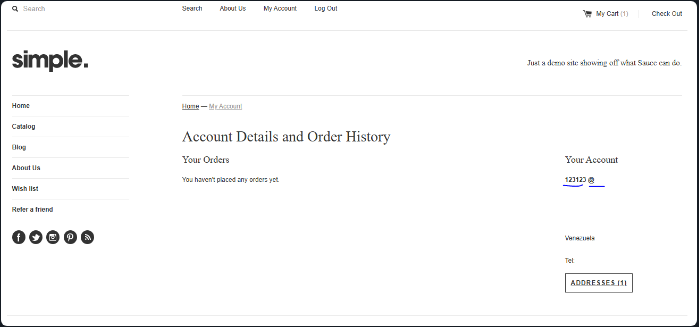 Search
Search About Us My Account Log Out
My Cart (1) Check Out
simple.
Just a demo site showing off what Sauce can do.
Home
Catalog
Blog
About Us
Wish list
Refer a friend
Home — My Account
Account Details and Order History
Your Orders
You haven't placed any orders yet.
Your Account
123123 @
Venezuela
Tel:
ADDRESSES (1)